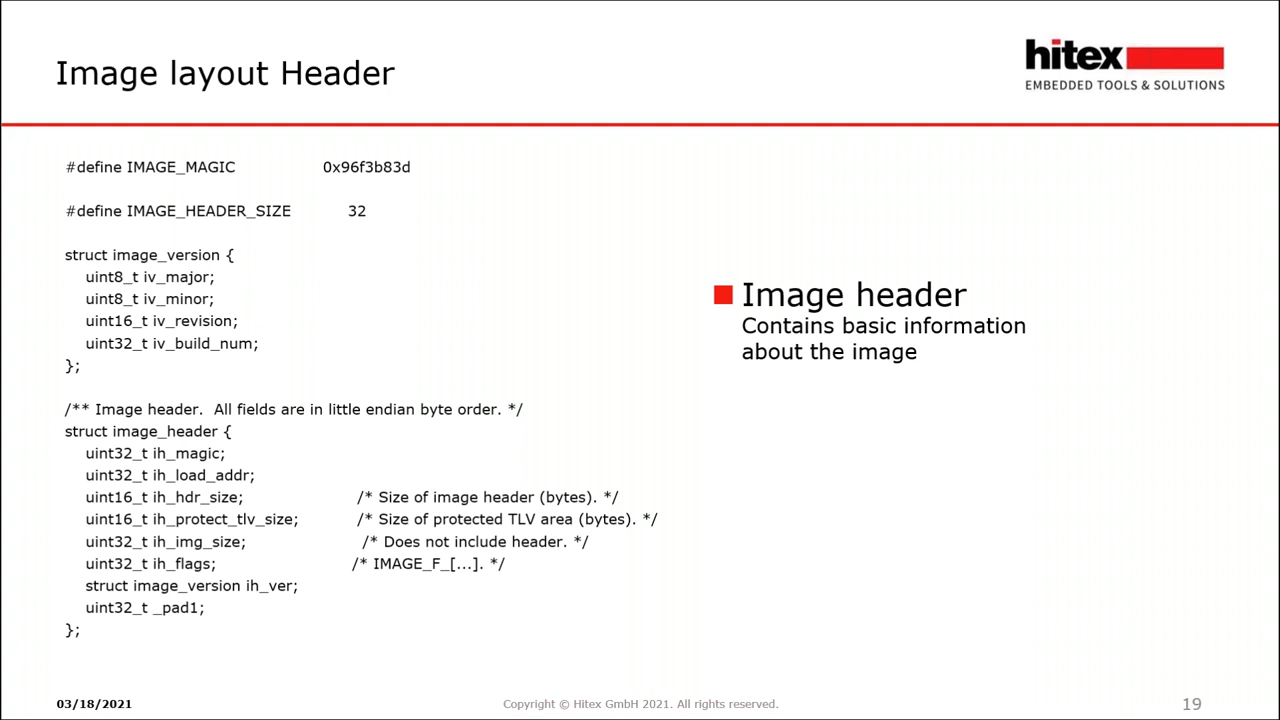 Image layout Header
hitex
EMBEDDED TOOLS & SOLUTIONS
#define IMAGE_MAGIC 0x96f3b83d
#define IMAGE_HEADER_SIZE 32
struct image_version {
uint8_t iv_major;
uint8_t iv_minor;
uint16_t iv_revision;
uint32_t iv_build_num;
};
/** Image header. All fields are in little endian byte order. */
struct image_header {
uint32_t ih_magic;
uint32_t ih_load_addr;
uint16_t ih_hdr_size; /* Size of image header (bytes). */
uint16_t ih_protect_tlv_size; /* Size of protected TLV area (bytes). */
uint32_t ih_img_size; /* Does not include header. */
uint32_t ih_flags; /* IMAGE_F_[...]. */
struct image_version ih_ver;
uint32_t _pad1;
};
Image header
Contains basic information
about the image
03/18/2021
Copyright © Hitex GmbH 2021. All rights reserved.
19